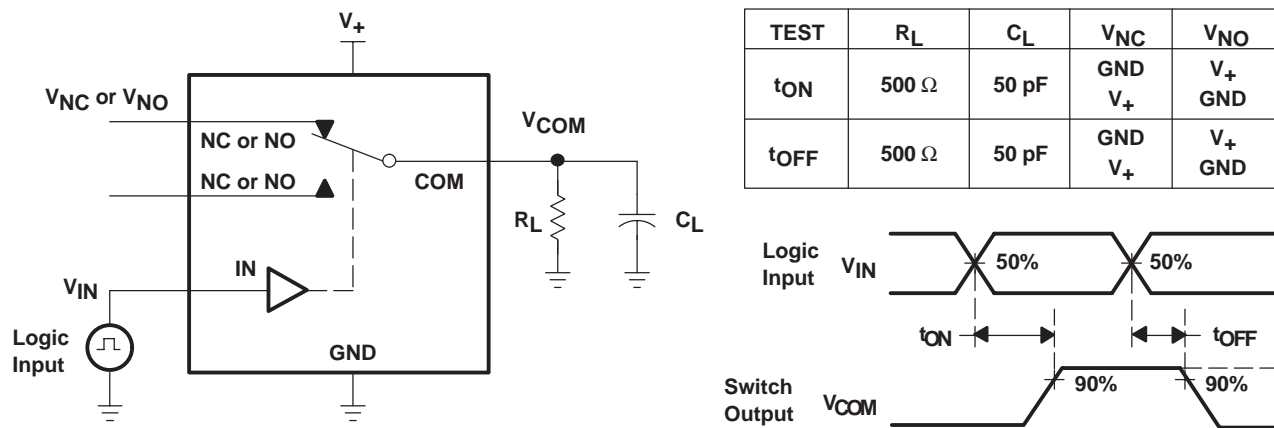 V+
VNC or VNO
NC or NO
NC or NO
COM
VCOM
RL
CL
IN
VIN
Logic
Input
GND
TEST RL CL VNC VNO
tON 500 Ω 50 pF GND V+
V+ GND
tOFF 500 Ω 50 pF GND V+
V+ GND
Logic
Input
VIN
50% 50%
tON tOFF
Switch
Output
VCOM
90% 90%